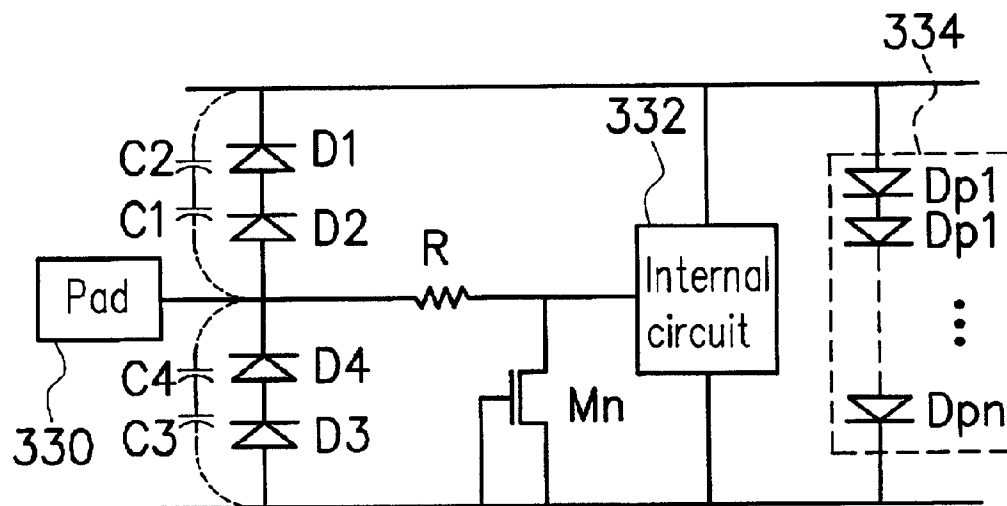 334
332
C2
D1
C1
D2
Dp1
Dp1
R
Pad
Internal
circuit
C4
D4
C3
D3
Mn
Dpn
330